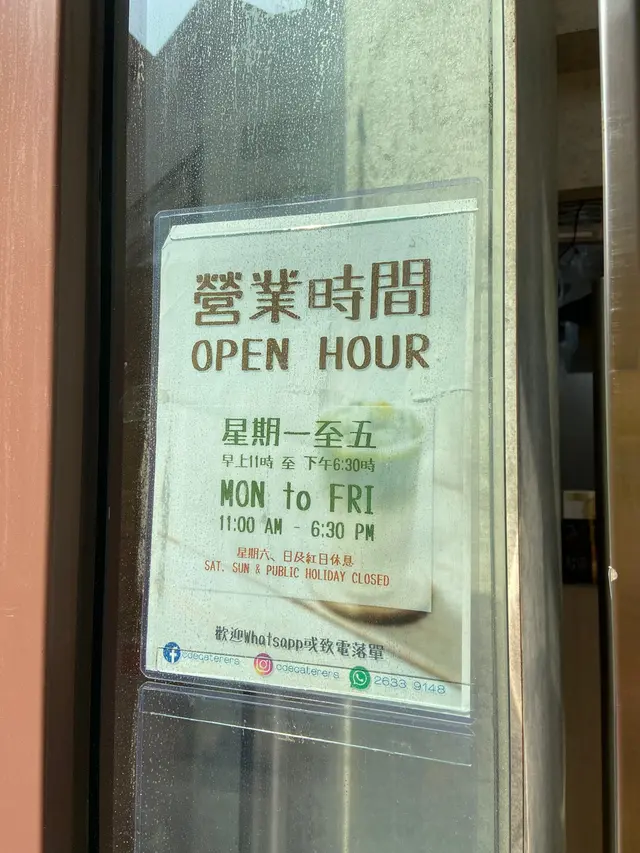 營業時間
OPEN HOUR
星期一至五
早上11時 至 下午6:30時
MON to FRI
11:00 AM - 6:30 PM
星期六、日及紅日休息
SAT. SUN & PUBLIC HOLIDAY CLOSED
歡迎Whatsapp或致電落單
cdecaterers cdecaterers 2633 9148